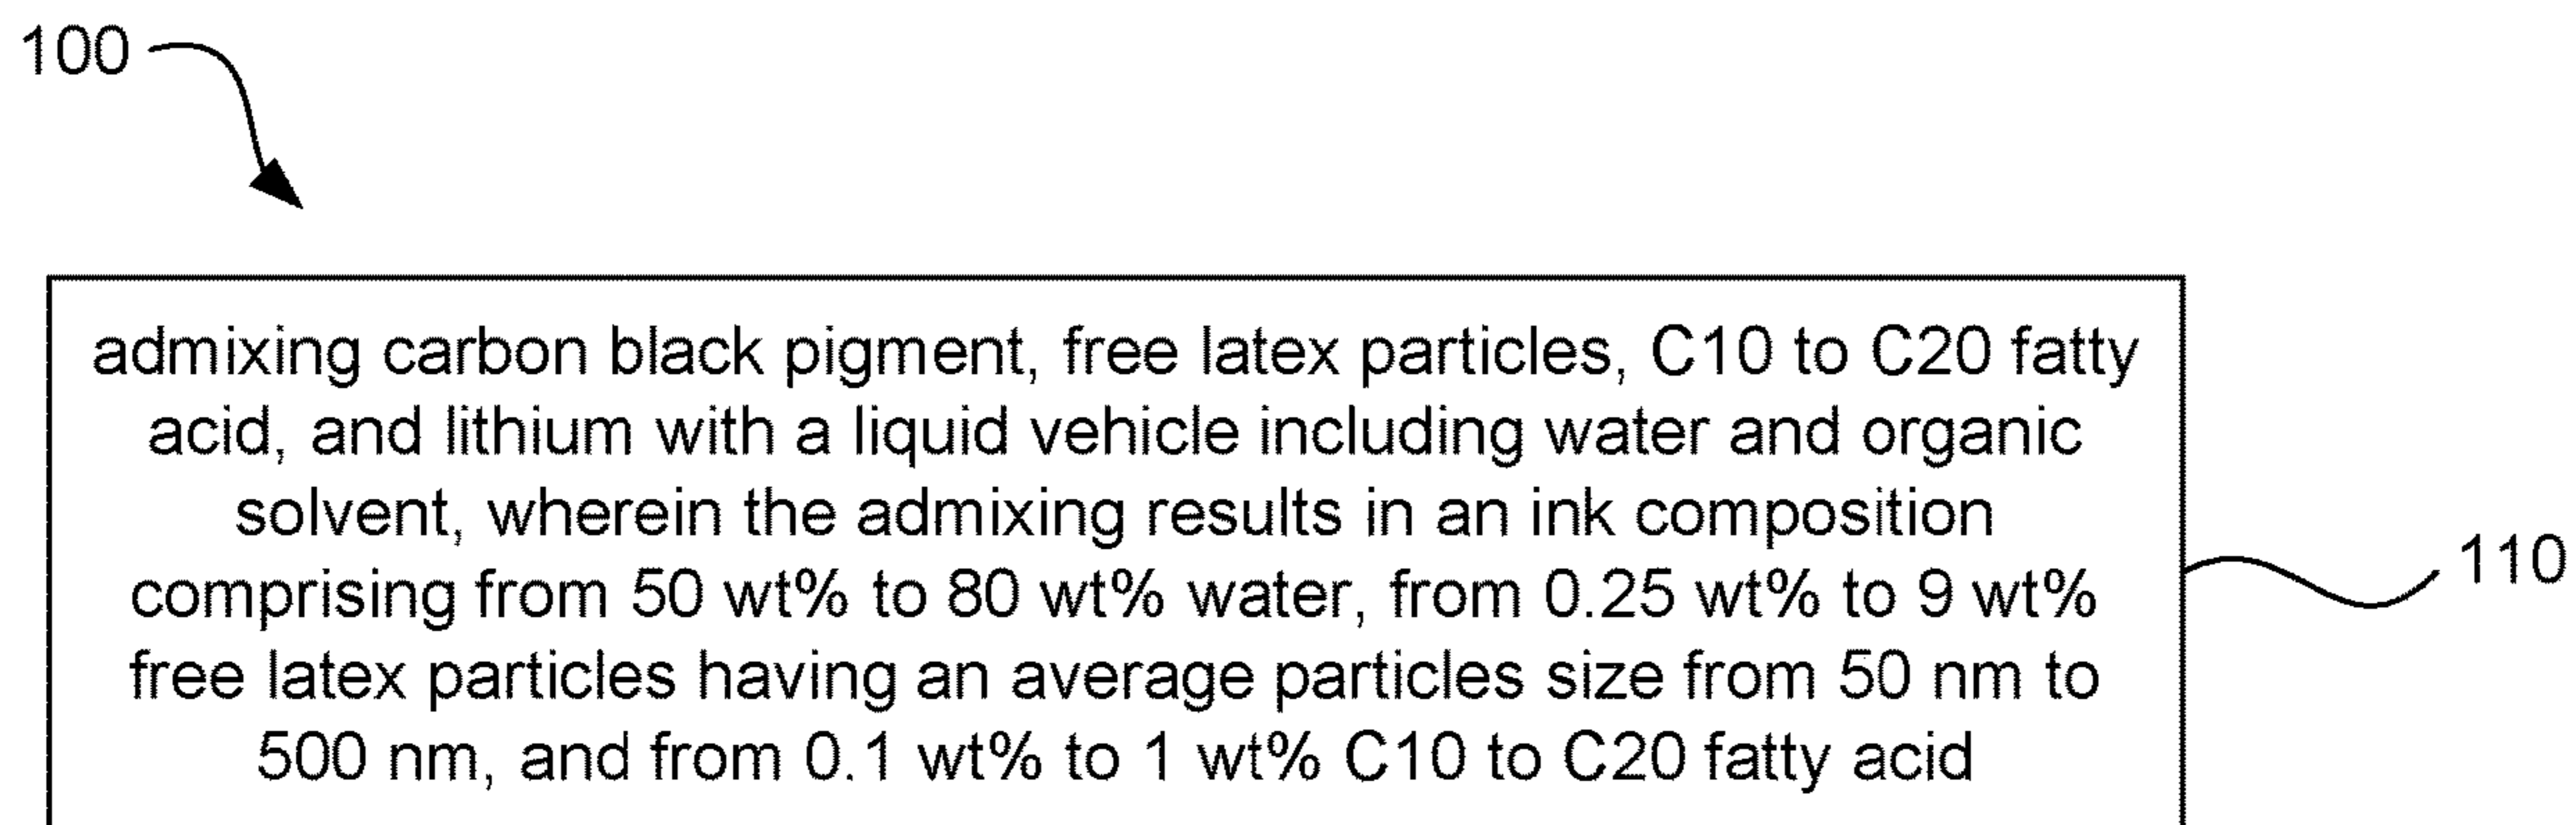 100
admixing carbon black pigment, free latex particles, C10 to C20 fatty
acid, and lithium with a liquid vehicle including water and organic
solvent, wherein the admixing results in an ink composition
comprising from 50 wt% to 80 wt% water, from 0.25 wt% to 9 wt%
free latex particles having an average particles size from 50 nm to
500 nm, and from 0.1 wt% to 1 wt% C10 to C20 fatty acid
110